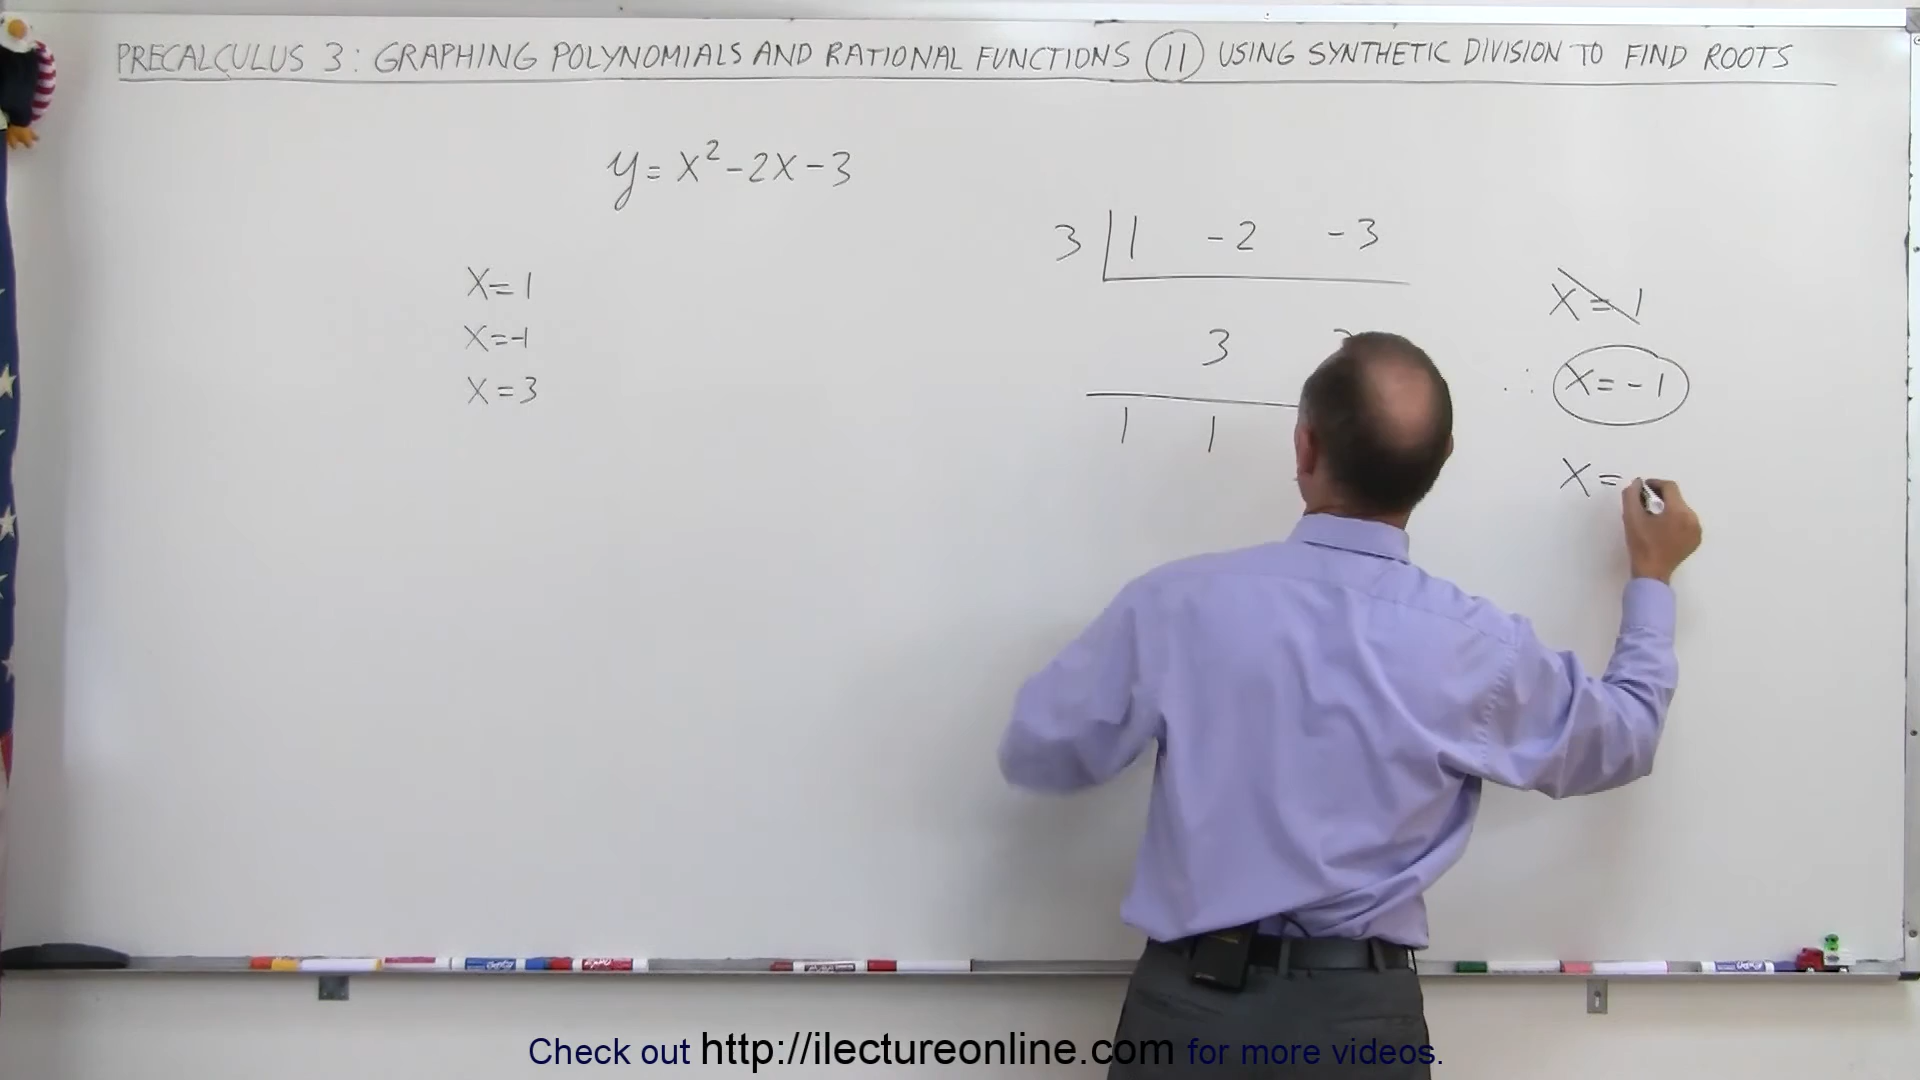 PRECALCULUS 3: GRAPHING POLYNOMIALS AND RATIONAL FUNCTIONS (11) USING SYNTHETIC DIVISION TO FIND ROOTS
y = x² - 2x - 3
x = 1
x = -1
x = 3
3 | 1 -2 -3
3
1 1
x = 1
∴ x = -1
x =
Check out http://ilectureonline.com for more videos.